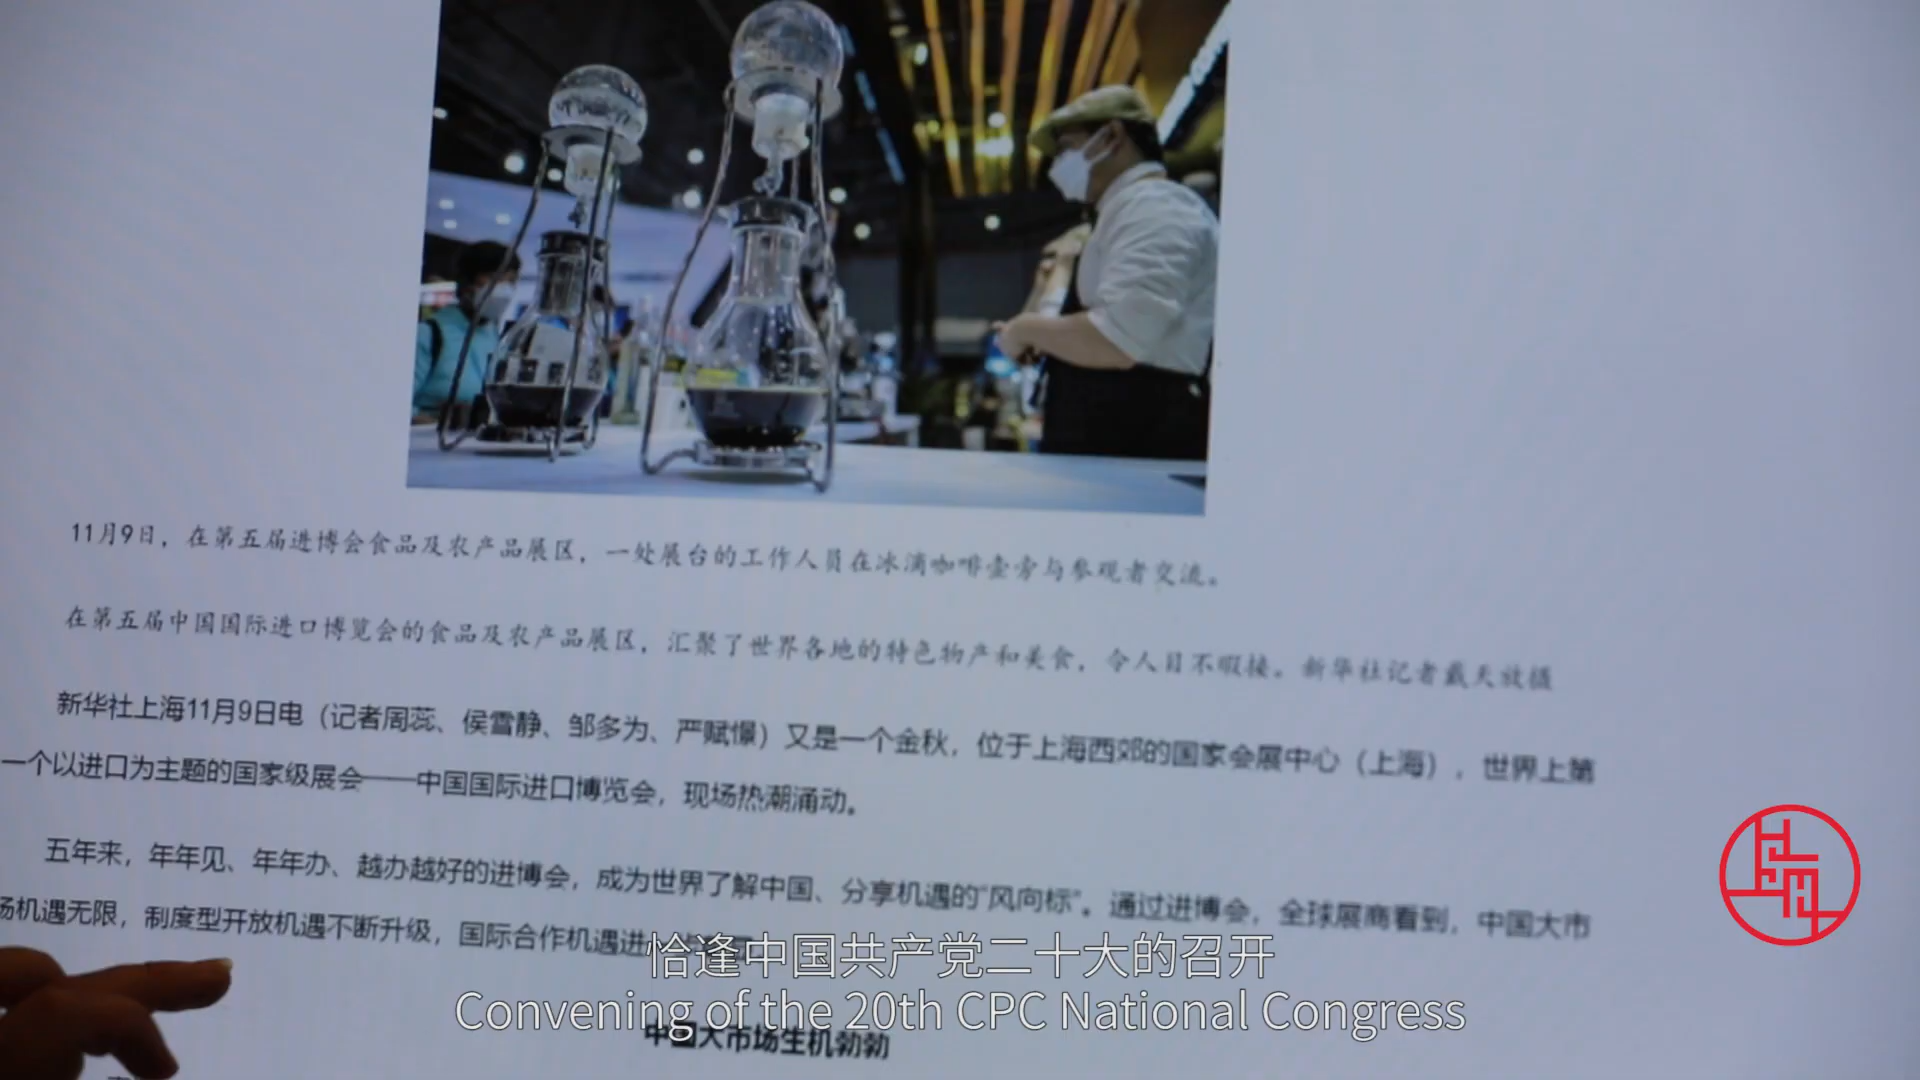 11月9日，在第五届进博会食品及农产品展区，一处展台的工作人员在冰滴咖啡壶旁与参观者交流。
在第五届中国国际进口博览会的食品及农产品展区，汇聚了世界各地的特色物产和美食，令人目不暇接。新华社记者戴天放摄
新华社上海11月9日电（记者周蕊、侯雪静、邹多为、严赋憬）又是一个金秋，位于上海西郊的国家会展中心（上海），世界上第
一个以进口为主题的国家级展会——中国国际进口博览会，现场热潮涌动。
五年来，年年见、年年办、越办越好的进博会，成为世界了解中国、分享机遇的“风向标”。通过进博会，全球展商看到，中国大市
场机遇无限，制度型开放机遇不断升级，国际合作机遇进
恰逢中国共产党二十大的召开
Convening of the 20th CPC National Congress
中国大市场生机勃勃